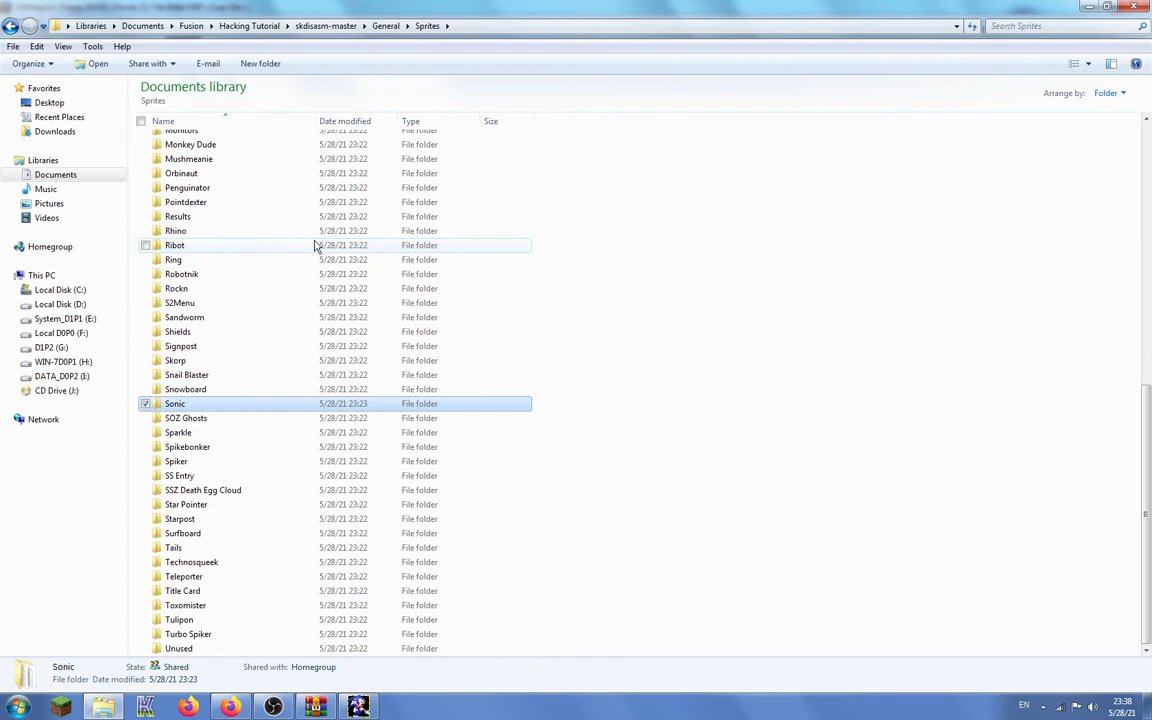 Libraries Documents Fusion Hacking Tutorial skdisasm-master General Sprites Search Sprites
File Edit View Tools Help
Organize Open Share with E-mail New folder
Favorites
Desktop
Recent Places
Downloads
Libraries
Documents
Music
Pictures
Videos
Homegroup
This PC
Local Disk (C:)
Local Disk (D:)
System_D1P1 (E:)
Local D0P0 (F:)
D1P2 (G:)
WIN-7D0P1 (H:)
DATA_D0P2 (I:)
CD Drive (J:)
Network
Documents library
Sprites
Arrange by: Folder
Name Date modified Type Size
Monitors 5/28/21 23:22 File folder
Monkey Dude 5/28/21 23:22 File folder
Mushmeanie 5/28/21 23:22 File folder
Orbinaut 5/28/21 23:22 File folder
Penguinator 5/28/21 23:22 File folder
Pointdexter 5/28/21 23:22 File folder
Results 5/28/21 23:22 File folder
Rhino 5/28/21 23:22 File folder
Ribot 5/28/21 23:22 File folder
Ring 5/28/21 23:22 File folder
Robotnik 5/28/21 23:22 File folder
Rockn 5/28/21 23:22 File folder
S2Menu 5/28/21 23:22 File folder
Sandworm 5/28/21 23:22 File folder
Shields 5/28/21 23:22 File folder
Signpost 5/28/21 23:22 File folder
Skorp 5/28/21 23:22 File folder
Snail Blaster 5/28/21 23:22 File folder
Snowboard 5/28/21 23:22 File folder
Sonic 5/28/21 23:23 File folder
SOZ Ghosts 5/28/21 23:22 File folder
Sparkle 5/28/21 23:22 File folder
Spikebonker 5/28/21 23:22 File folder
Spiker 5/28/21 23:22 File folder
SS Entry 5/28/21 23:22 File folder
SSZ Death Egg Cloud 5/28/21 23:22 File folder
Star Pointer 5/28/21 23:22 File folder
Starpost 5/28/21 23:22 File folder
Surfboard 5/28/21 23:22 File folder
Tails 5/28/21 23:22 File folder
Technosqueek 5/28/21 23:22 File folder
Teleporter 5/28/21 23:22 File folder
Title Card 5/28/21 23:22 File folder
Toxomister 5/28/21 23:22 File folder
Tulipon 5/28/21 23:22 File folder
Turbo Spiker 5/28/21 23:22 File folder
Unused 5/28/21 23:22 File folder
Sonic State: Shared Shared with: Homegroup
File folder Date modified: 5/28/21 23:23
EN 23:38
5/28/21